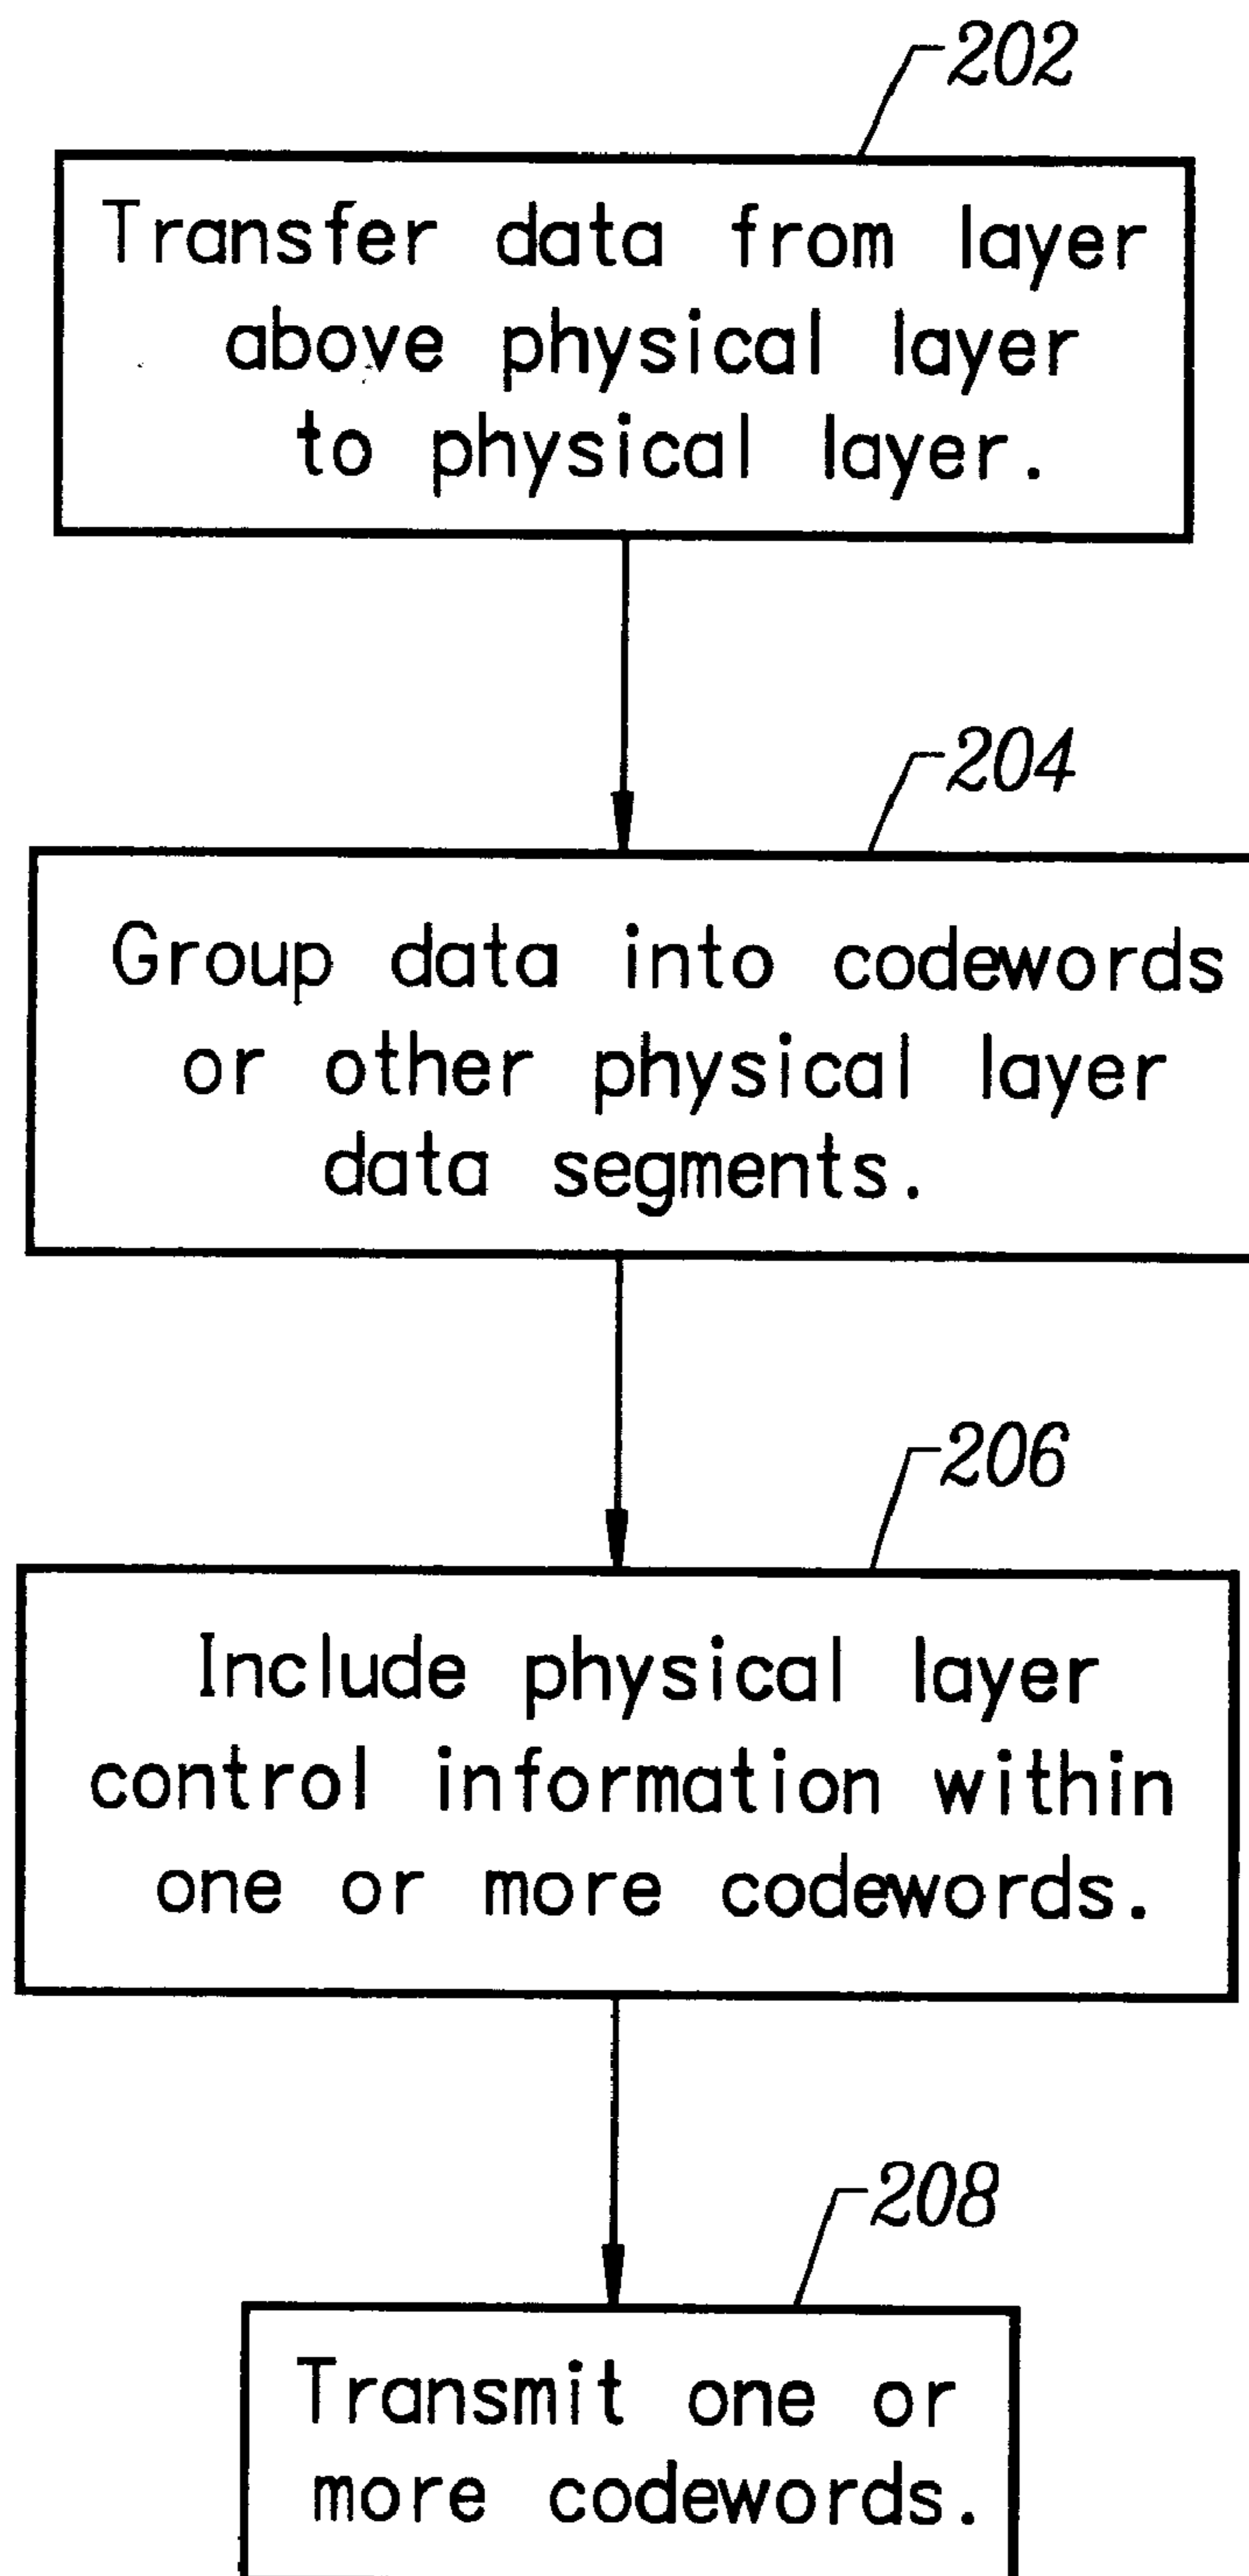 202
Transfer data from layer
above physical layer
to physical layer.
204
Group data into codewords
or other physical layer
data segments.
206
Include physical layer
control information within
one or more codewords.
208
Transmit one or
more codewords.